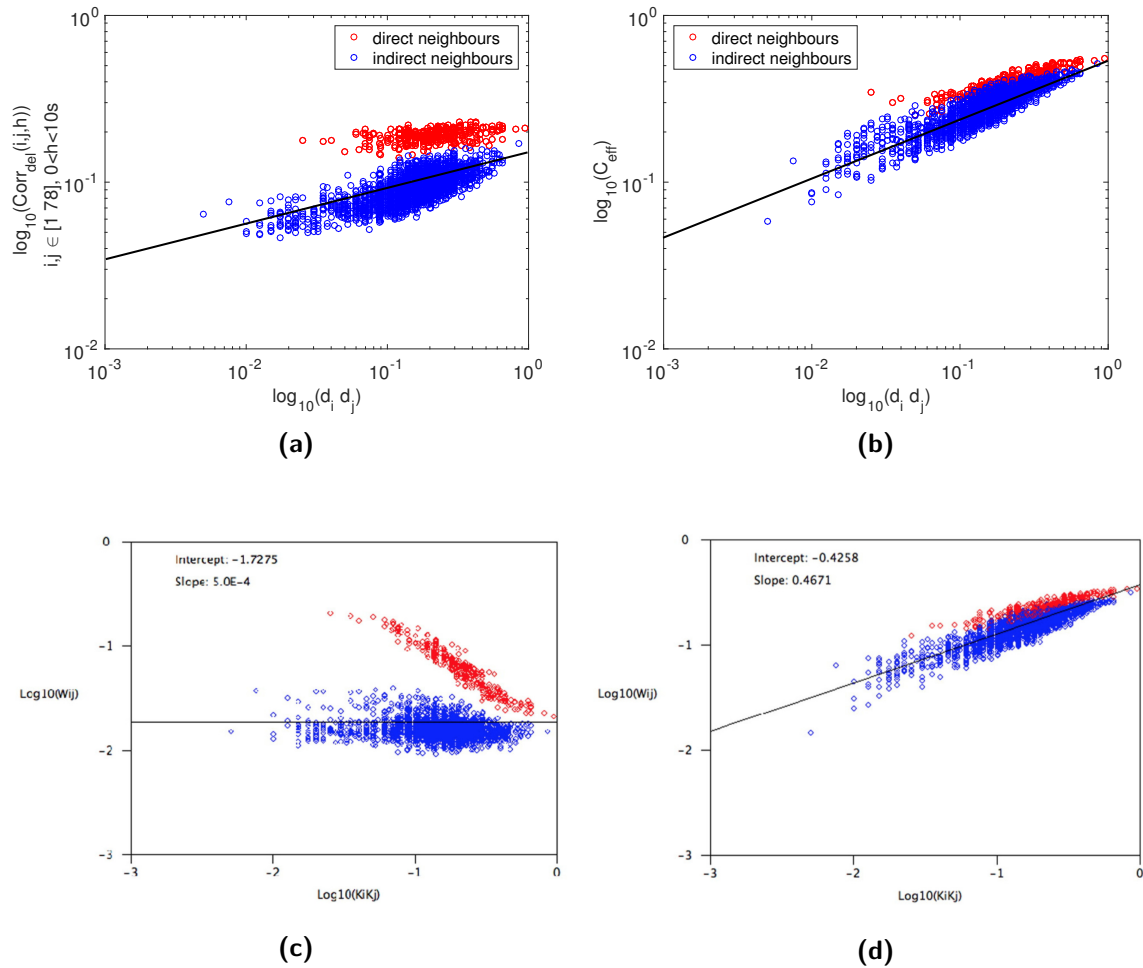 10^0
10^-1
10^-2
log10(Corr_del(i,j,h))
i,j ∈ [1 78], 0<h<10s
direct neighbours
indirect neighbours
10^-3
10^-2
10^-1
10^0
log10(d_i d_j)
(a)
10^0
10^-1
10^-2
log10(C_eff)
direct neighbours
indirect neighbours
10^-3
10^-2
10^-1
10^0
log10(d_i d_j)
(b)
0
Intercept: -1.7275
Slope: 5.0E-4
-1
Log10(Wij)
-2
-3
-3
-2
-1
0
Log10(KiKj)
(c)
0
Intercept: -0.4258
Slope: 0.4671
-1
Log10(Wij)
-2
-3
-3
-2
-1
0
Log10(KiKj)
(d)